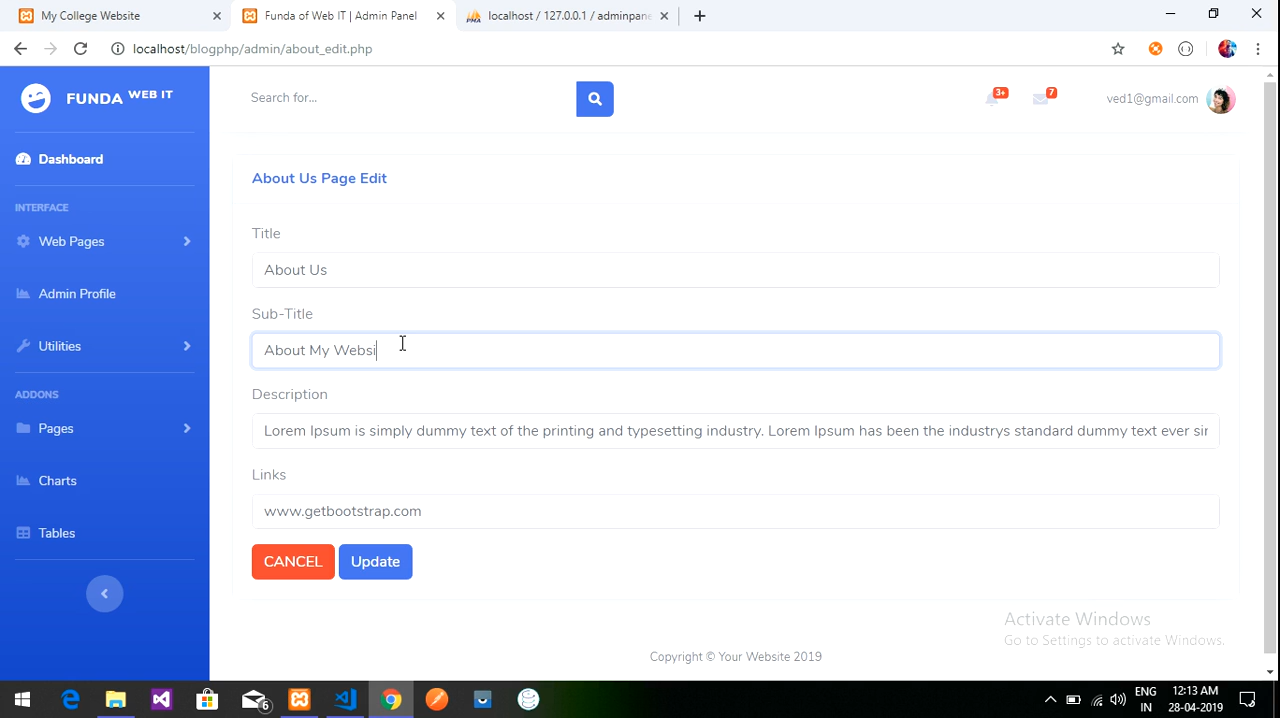 My College Website
Funda of Web IT | Admin Panel
localhost / 127.0.0.1 / adminpane
localhost/blogphp/admin/about_edit.php
FUNDA WEB IT
Search for...
3+
7
ved1@gmail.com
Dashboard
About Us Page Edit
INTERFACE
Title
Web Pages
About Us
Admin Profile
Sub-Title
Utilities
About My Websi
ADDONS
Description
Pages
Lorem Ipsum is simply dummy text of the printing and typesetting industry. Lorem Ipsum has been the industrys standard dummy text ever sir
Charts
Links
www.getbootstrap.com
Tables
CANCEL
Update
Activate Windows
Go to Settings to activate Windows.
Copyright © Your Website 2019
6
ENG
IN
12:13 AM
28-04-2019